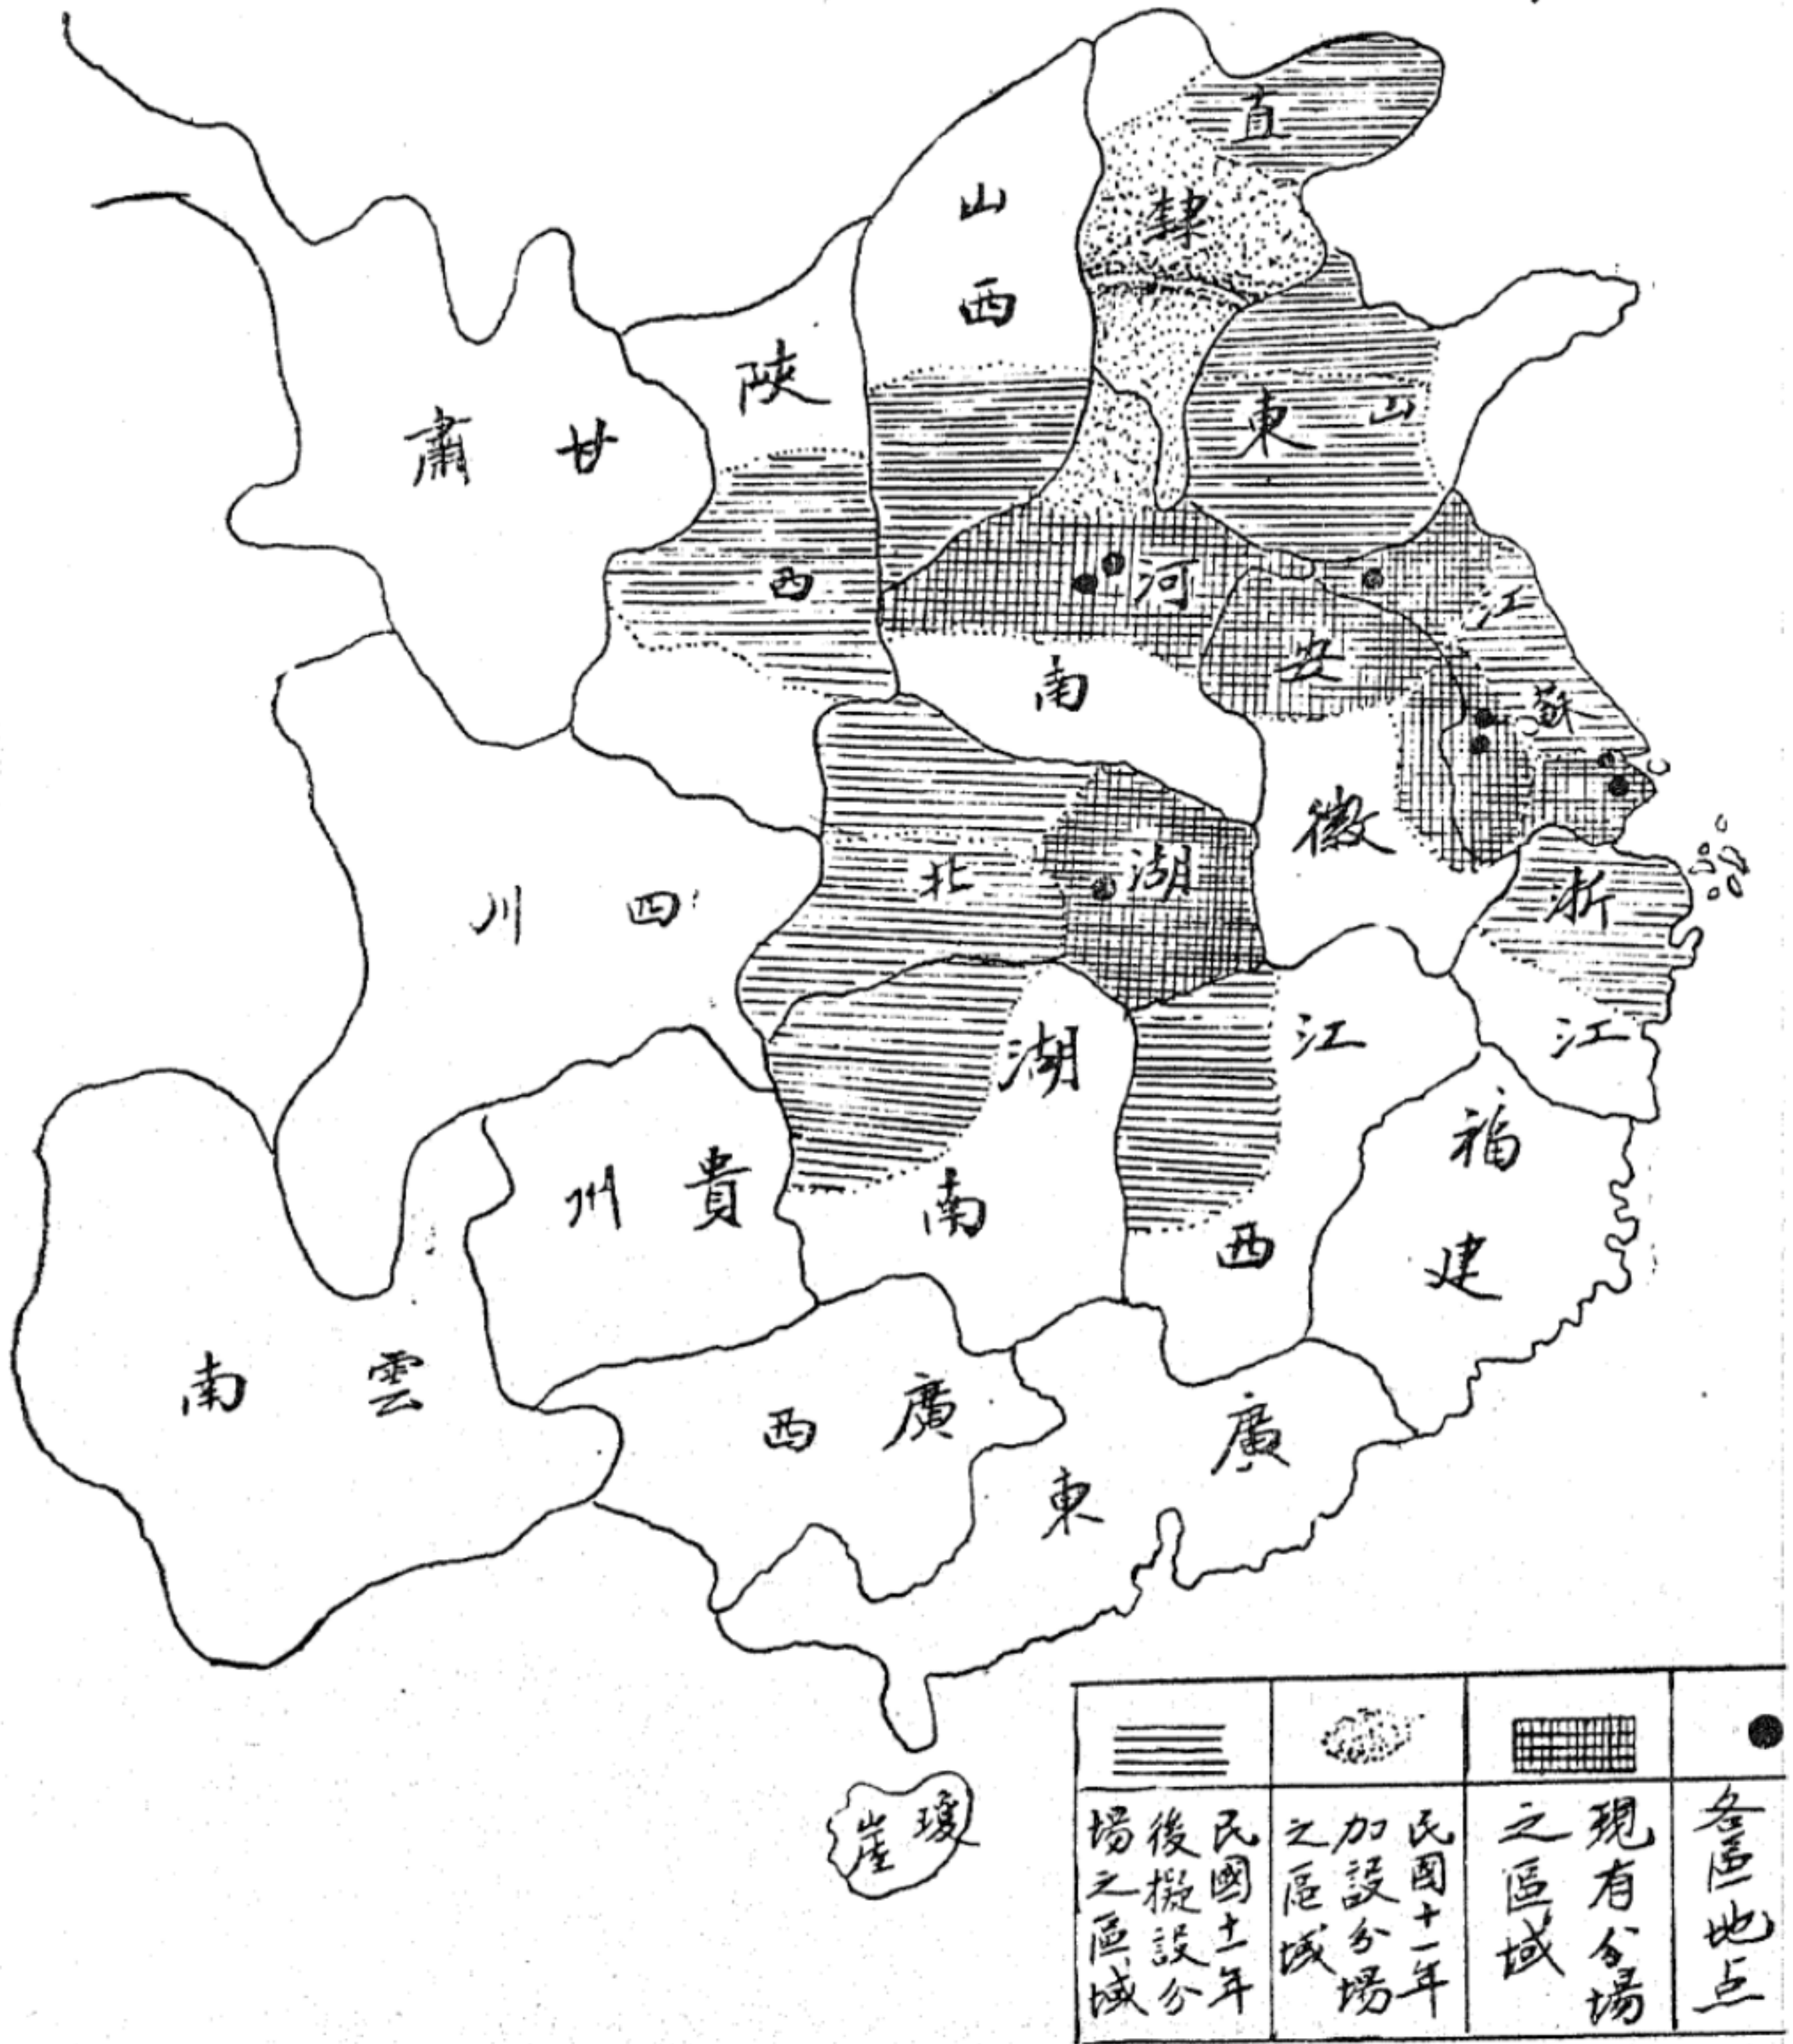 直隸
山西
陝西
甘肅
山東
河南
江蘇
安徽
湖北
四川
浙江
湖南
江西
福建
貴州
雲南
廣西
廣東
瓊崖
各區地点
現有分場之區域
民國十一年加設分場之區域
民國十一年後擬設分場之區域